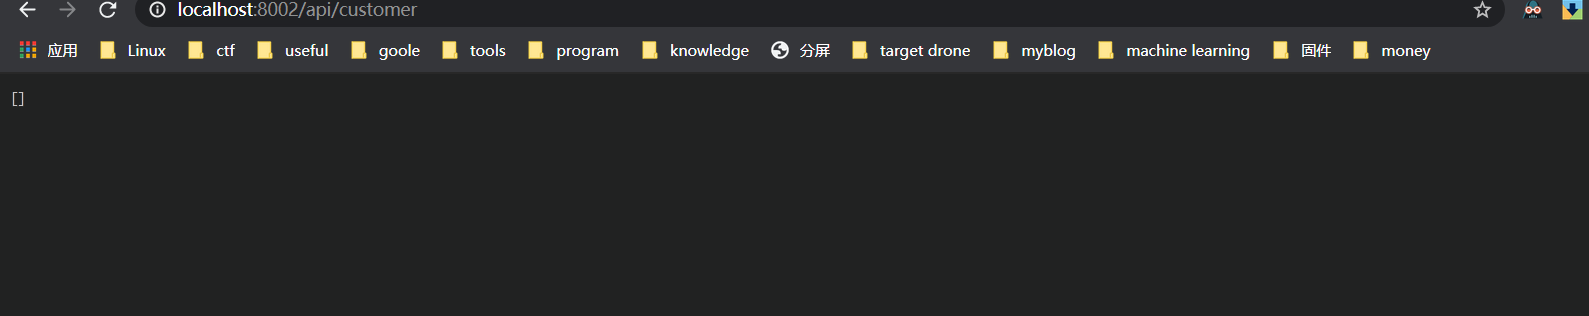 localhost:8002/api/customer
应用 Linux ctf useful goole tools program knowledge 分屏 target drone myblog machine learning 固件 money
[]